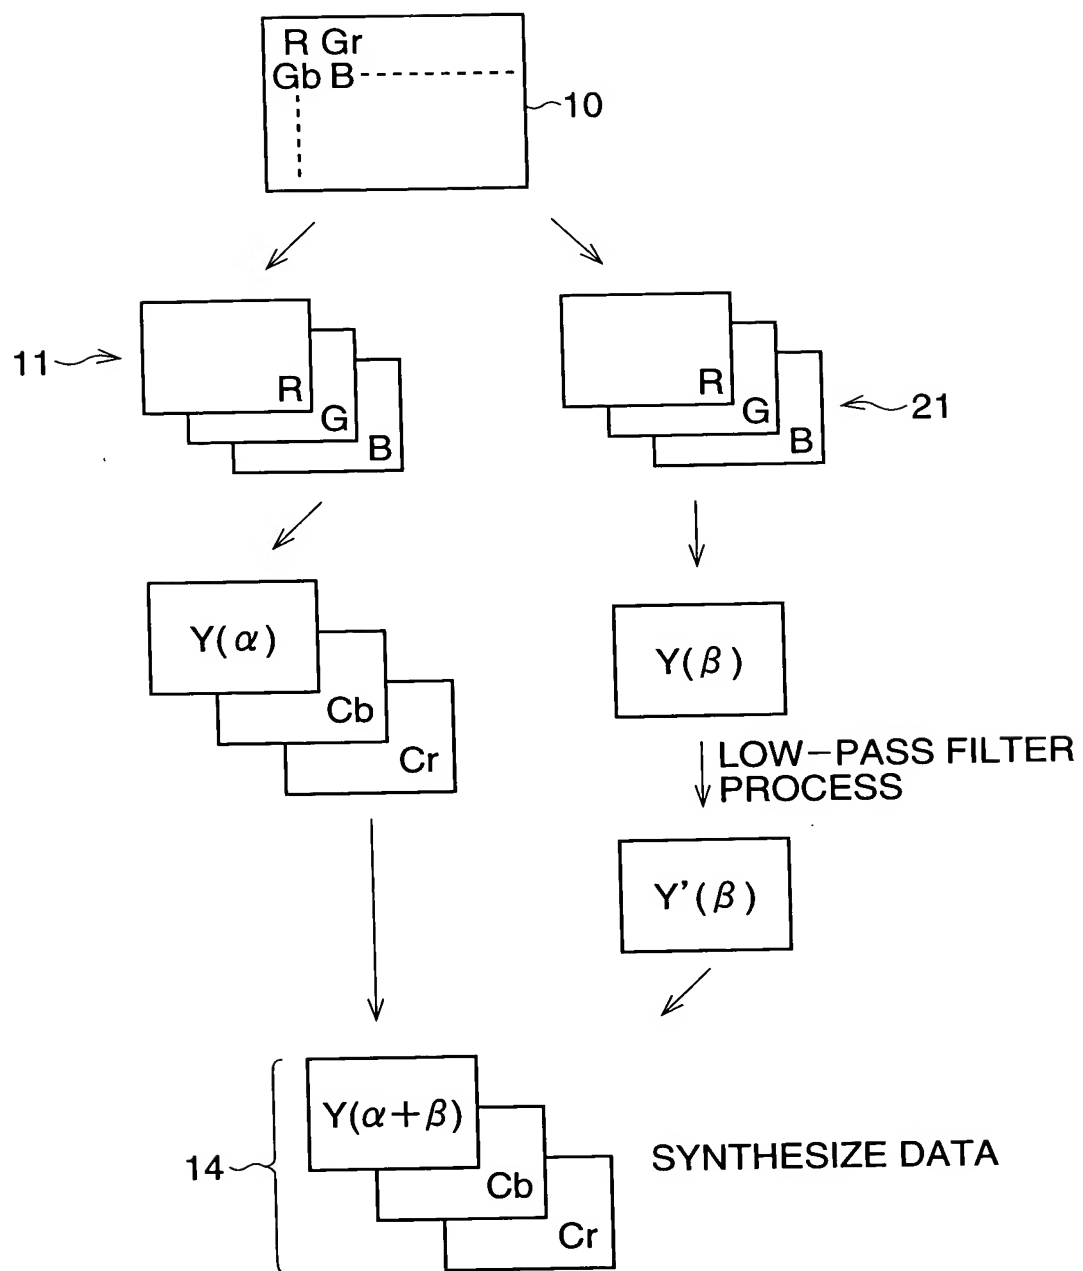 R Gr
Gb B
10
11
R
G
B
R
G
B
21
Y(α)
Cb
Cr
Y(β)
LOW-PASS FILTER
PROCESS
Y'(β)
14
Y(α+β)
Cb
Cr
SYNTHESIZE DATA